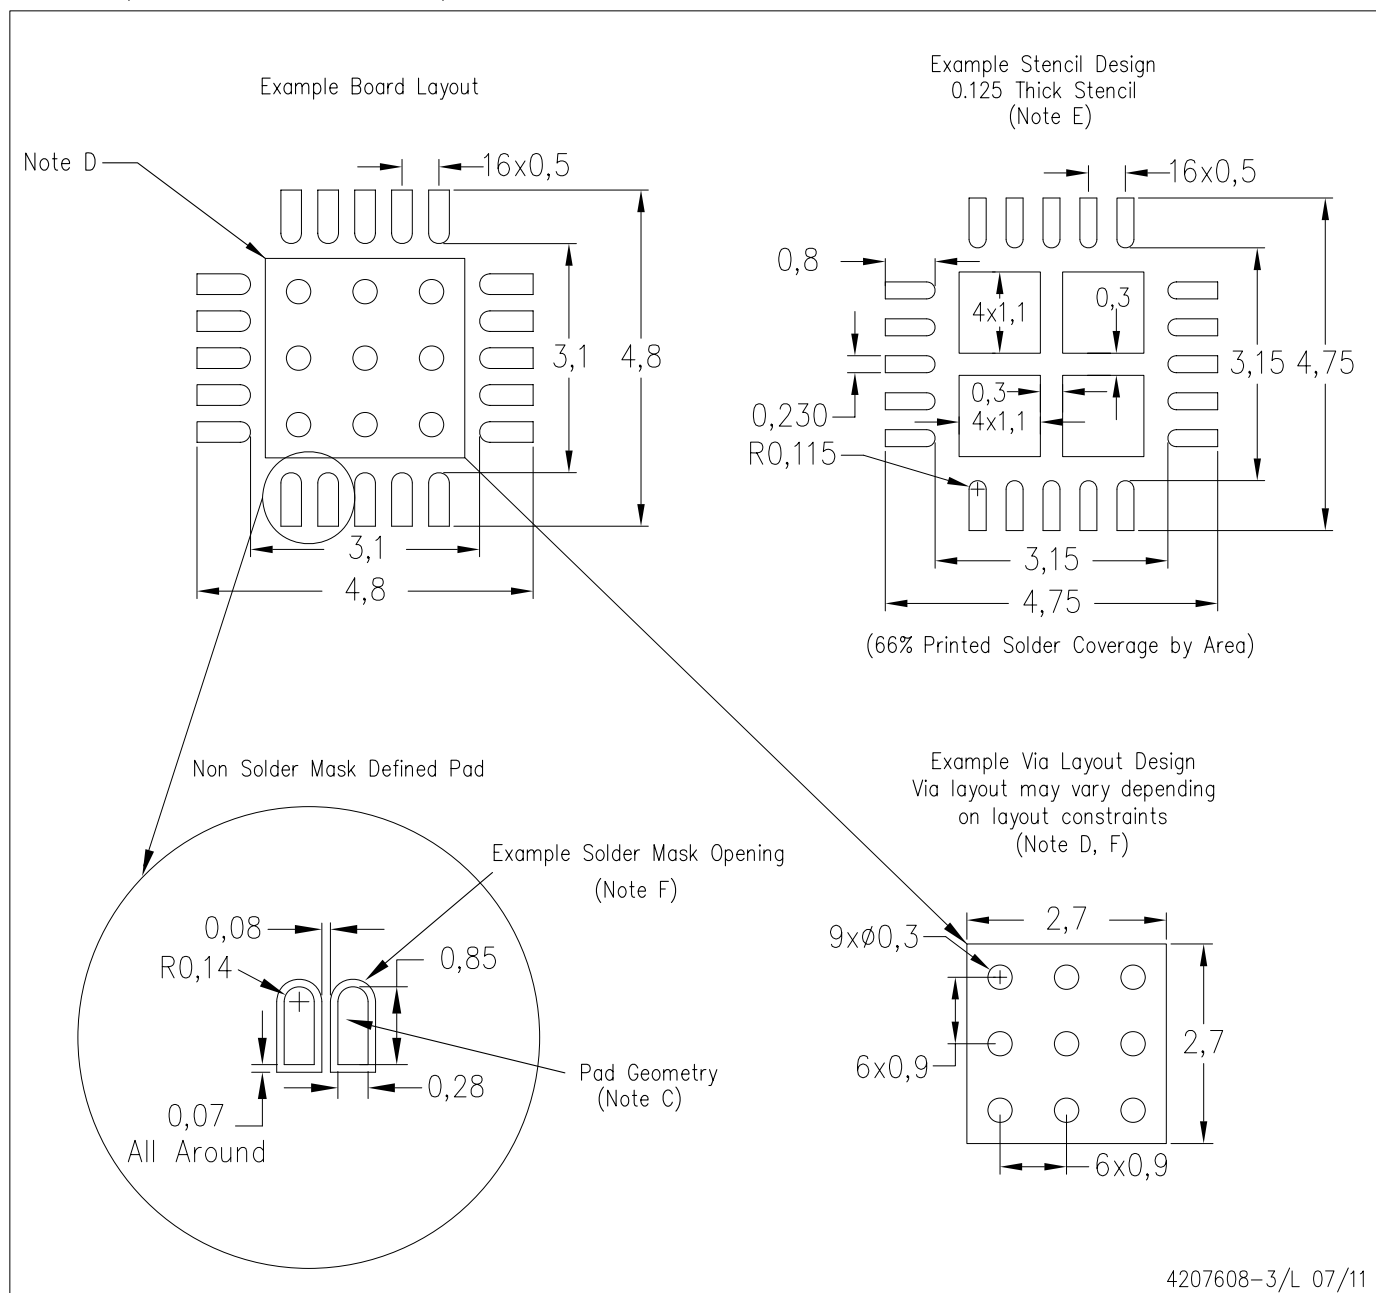 Example Board Layout
Note D
16x0,5
3,1
4,8
3,1
4,8
Example Stencil Design
0.125 Thick Stencil
(Note E)
16x0,5
0,8
4x1,1
0,3
3,15
4,75
0,3
4x1,1
0,230
R0,115
3,15
4,75
(66% Printed Solder Coverage by Area)
Non Solder Mask Defined Pad
Example Solder Mask Opening
(Note F)
0,08
R0,14
0,85
Pad Geometry
(Note C)
0,28
0,07
All Around
Example Via Layout Design
Via layout may vary depending
on layout constraints
(Note D, F)
2,7
9xø0,3
6x0,9
2,7
6x0,9
4207608-3/L 07/11